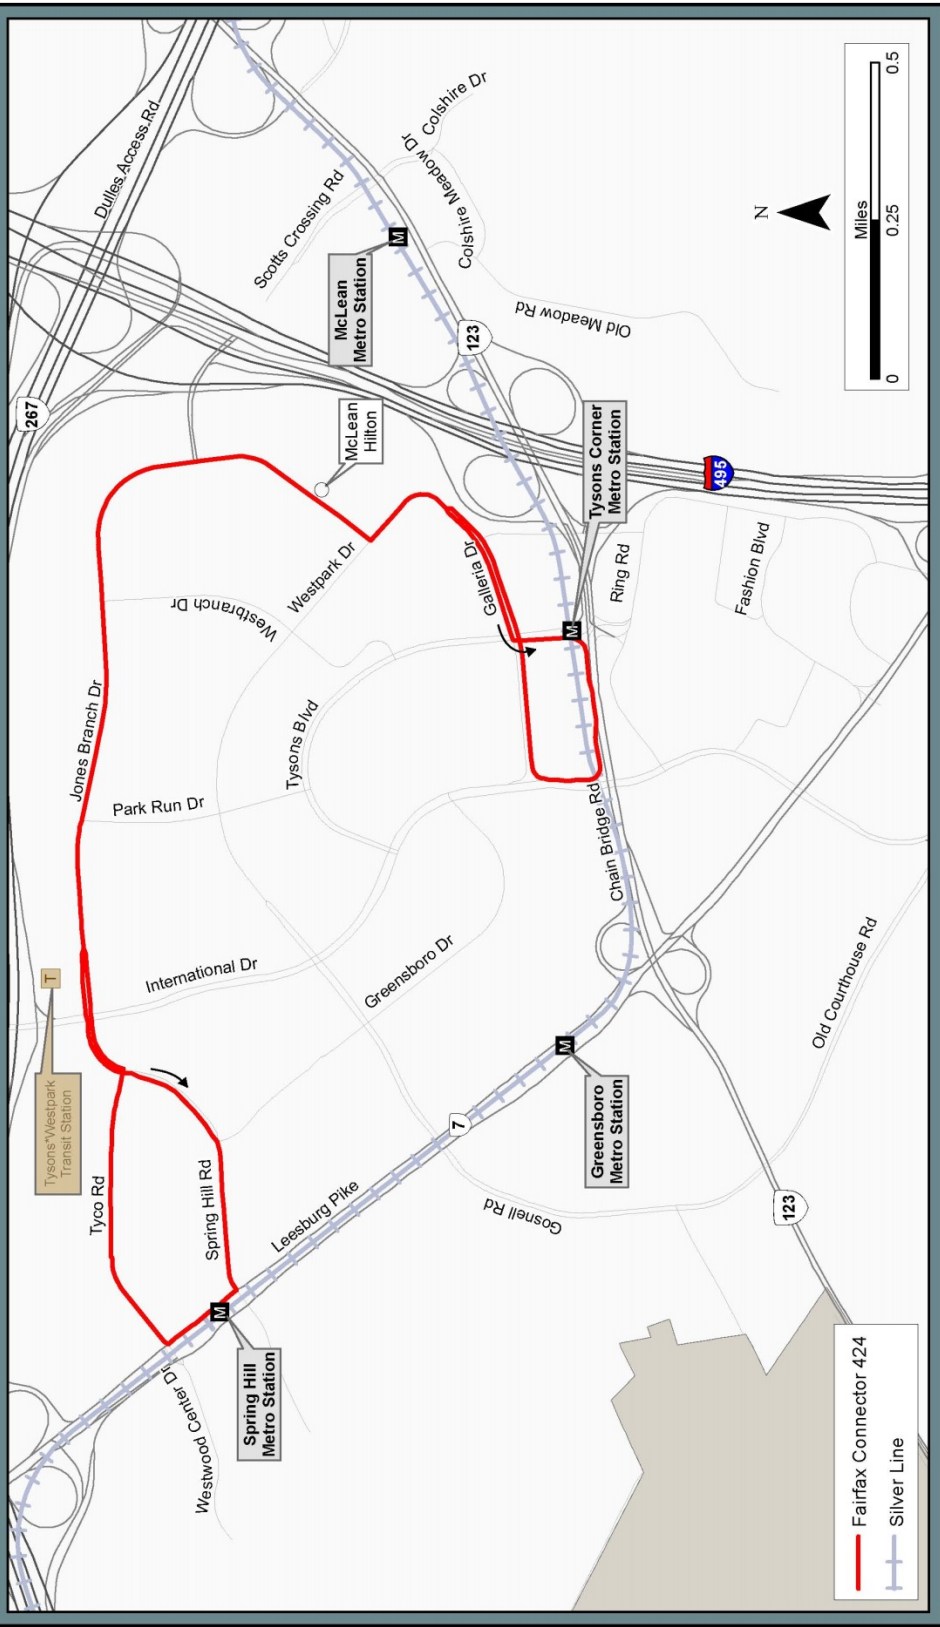 267
Dulles Access Rd
Scotts Crossing Rd
Colshire Meadow Dr
Colshire Dr
McLean
Metro Station
M
123
Old Meadow Rd
N
Miles
0
0.25
0.5
McLean
Hilton
Jones Branch Dr
Westbranch Dr
Westpark Dr
Galleria Dr
Tysons Corner
Metro Station
M
495
Ring Rd
Fashion Blvd
Tysons Blvd
Park Run Dr
International Dr
Greensboro Dr
Chain Bridge Rd
T
Tysons*Westpark
Transit Station
Tyco Rd
Spring Hill Rd
Leesburg Pike
7
M
Greensboro
Metro Station
Gosnell Rd
Old Courthouse Rd
123
M
Spring Hill
Metro Station
Westwood Center Dr
Fairfax Connector 424
Silver Line